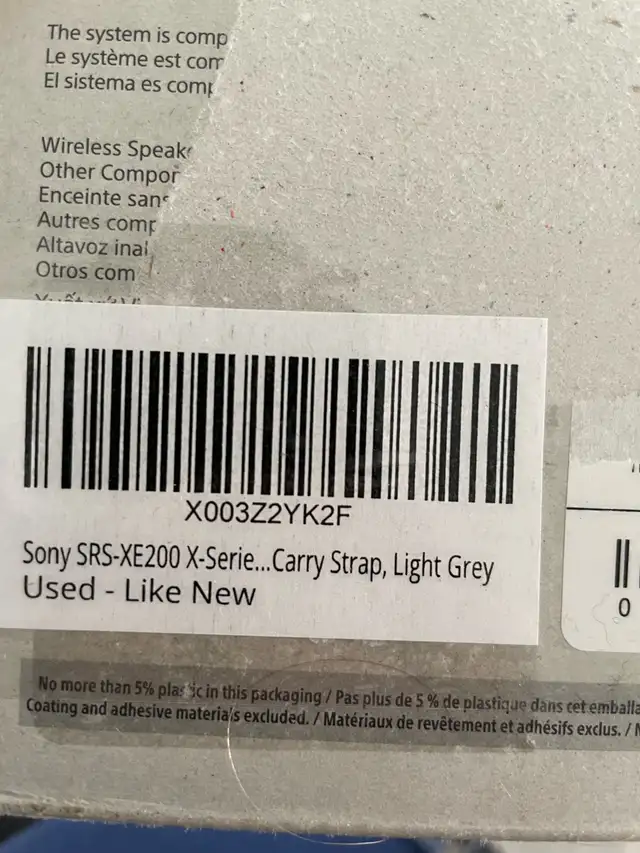 The system is comp
Le système est com
El sistema es comp
Wireless Speak
Other Compor
Enceinte sans
Autres comp
Altavoz inal
Otros com
X003Z2YK2F
Sony SRS-XE200 X-Serie...Carry Strap, Light Grey
Used - Like New
0
No more than 5% plastic in this packaging / Pas plus de 5 % de plastique dans cet emballa
Coating and adhesive materials excluded. / Matériaux de revêtement et adhésifs exclus. /